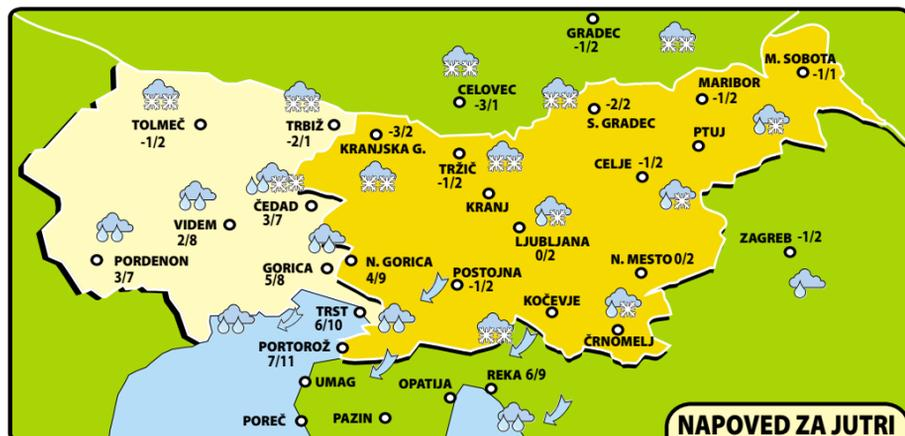 GRADEC
-1/2
M. SOBOTA
-1/1
CELOVEC
-3/1
MARIBOR
-1/2
-2/2
S. GRADEC
TOLMEČ
-1/2
TRBIŽ
-2/1
-3/2
KRANJSKA G.
PTUJ
TRŽIČ
-1/2
CELJE -1/2
KRANJ
ČEDAD
3/7
VIDEM
2/8
LJUBLJANA
0/2
ZAGREB -1/2
PORDENON
3/7
GORICA
5/8
N. GORICA
4/9
POSTOJNA
-1/2
N. MESTO 0/2
KOČEVJE
TRST
6/10
ČRNOMELJ
PORTOROŽ
7/11
UMAG
OPATIJA
REKA 6/9
POREČ
PAZIN
NAPOVED ZA JUTRI